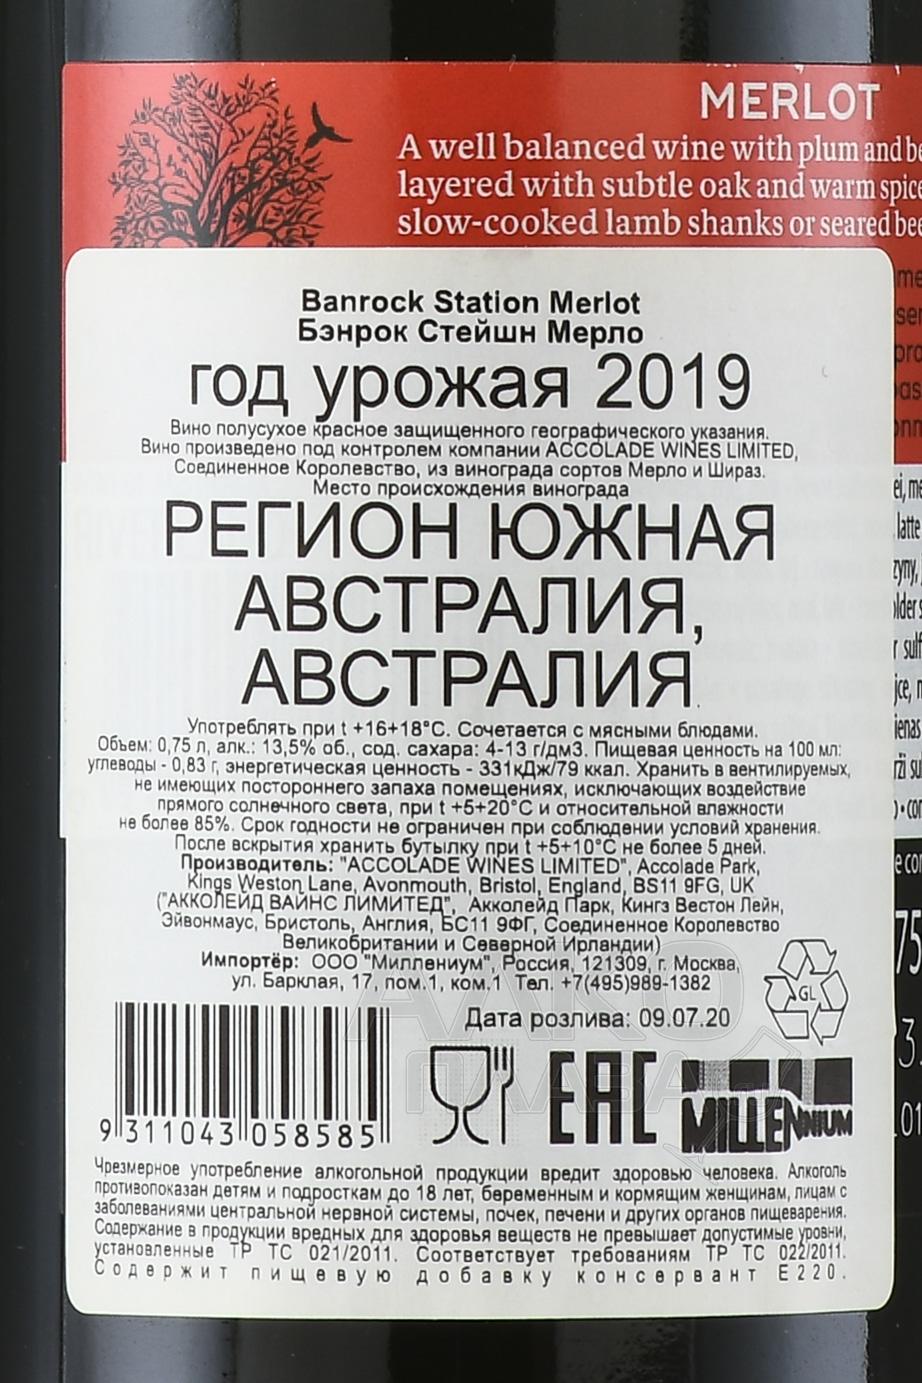 MERLOT
A well balanced wine with plum and
layered with subtle oak and warm
slow-cooked lamb shanks or seared
Banrock Station Merlot
Бэнрок Стейшн Мерло
год урожая 2019
Вино полусухое красное защищенного географического указания.
Вино произведено под контролем компании ACCOLADE WINES LIMITED,
Соединенное Королевство, из винограда сортов Мерло и Шираз.
Место происхождения винограда
РЕГИОН ЮЖНАЯ
АВСТРАЛИЯ,
АВСТРАЛИЯ
Употреблять при t +16+18°C. Сочетается с мясными блюдами.
Объем: 0,75 л, алк.: 13,5% об., сод. сахара: 4-13 г/дм3. Пищевая ценность на 100 мл:
углеводы - 0,83 г, энергетическая ценность - 331кДж/79 ккал. Хранить в вентилируемых,
не имеющих постороннего запаха помещениях, исключающих воздействие
прямого солнечного света, при t +5+20°C и относительной влажности
не более 85%. Срок годности не ограничен при соблюдении условий хранения.
После вскрытия хранить бутылку при t +5+10°C не более 5 дней.
Производитель: "ACCOLADE WINES LIMITED", Accolade Park,
Kings Weston Lane, Avonmouth, Bristol, England, BS11 9FG, UK
("АККОЛЕЙД ВАЙНС ЛИМИТЕД", Акколейд Парк, Кингз Вестон Лейн,
Эйвонмаус, Бристоль, Англия, БС11 9ФГ, Соединенное Королевство
Великобритании и Северной Ирландии)
Импортёр: ООО "Миллениум", Россия, 121309, г. Москва,
ул. Барклая, 17, пом.1, ком.1 Тел. +7(495)989-1382
GL
Дата розлива: 09.07.20
9 311043 058585
EAC
MILLENNIUM
АЛКО
ПЛАВА
Чрезмерное употребление алкогольной продукции вредит здоровью человека. Алкоголь
противопоказан детям и подросткам до 18 лет, беременным и кормящим женщинам, лицам с
заболеваниями центральной нервной системы, почек, печени и других органов пищеварения.
Содержание в продукции вредных для здоровья веществ не превышает допустимые уровни,
установленные ТР ТС 021/2011. Соответствует требованиям ТР ТС 022/2011.
Содержит пищевую добавку консервант Е220.